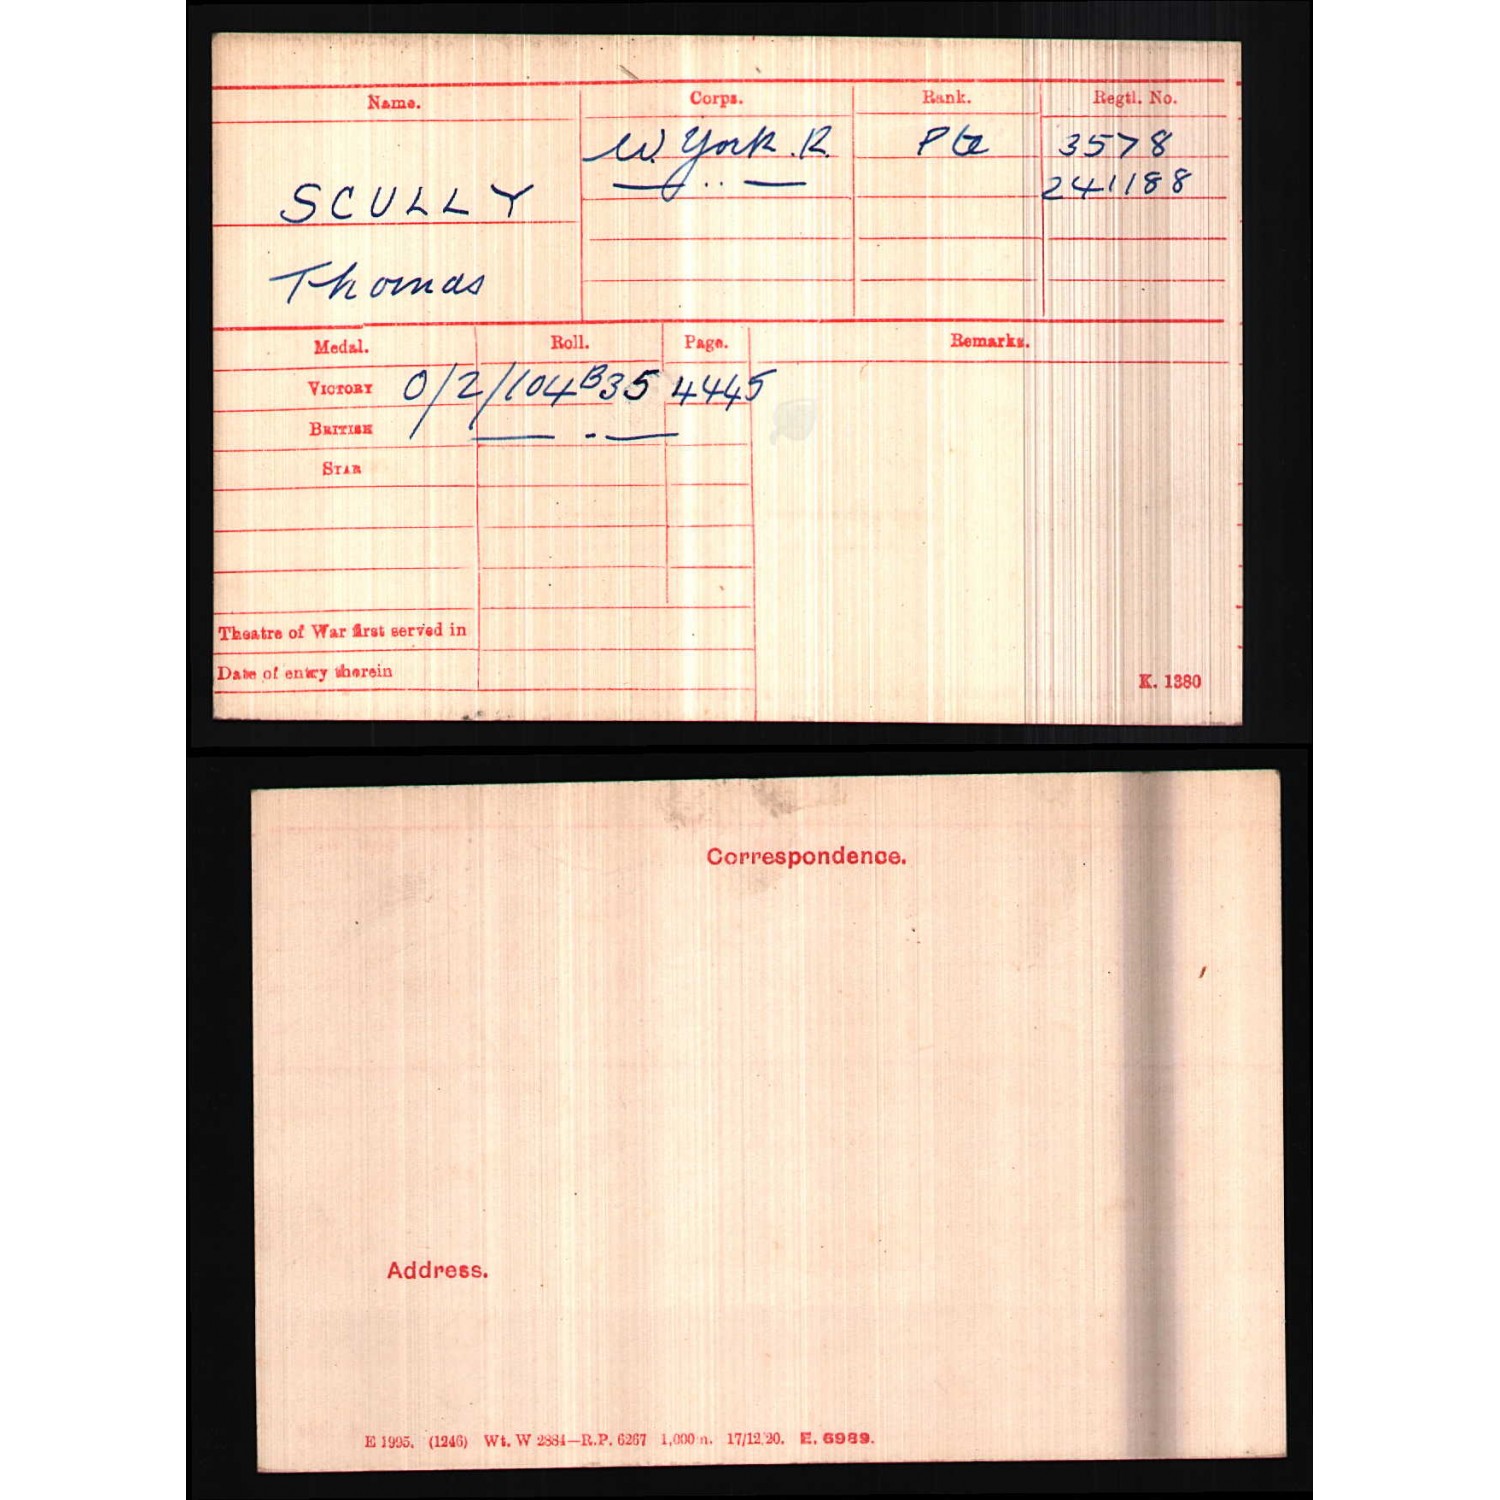 Name. Corps. Rank. Regtl. No.
W. York. R. Pte 3578
SCULLY — " — 241188
Thomas
Medal. Roll. Page. Remarks.
VICTORY O/2/104B35 4445
BRITISH — " —
STAR
Theatre of War first served in
Date of entry therein
K. 1380
Correspondence.
Address.
E 1995. (1246) Wt. W 2884—R.P. 6267 1,000 n. 17/12/20. E. 6989.